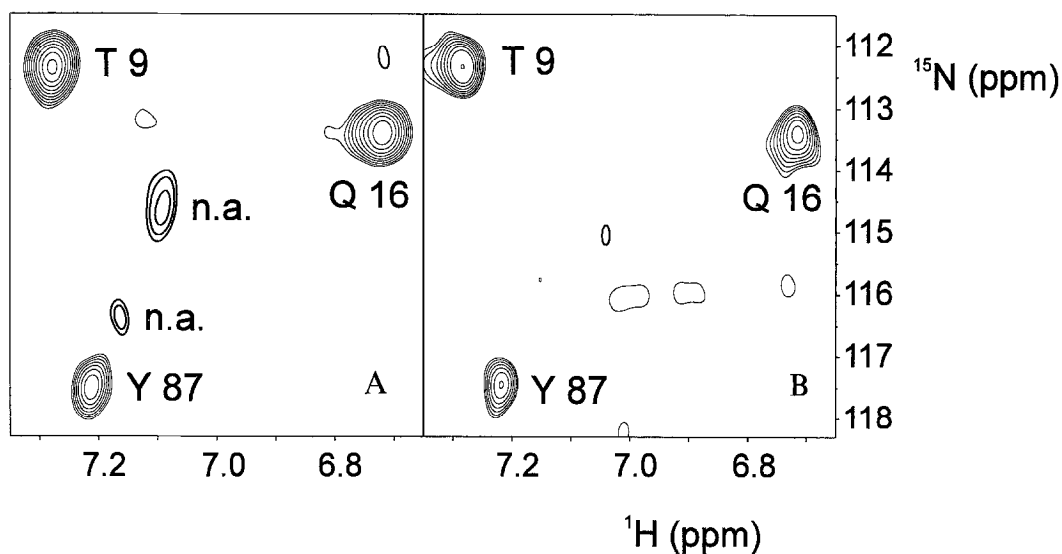 T 9
n.a.
Q 16
n.a.
Y 87
A
T 9
Q 16
Y 87
B
112
113
114
115
116
117
118
¹⁵N (ppm)
7.2 7.0 6.8
7.2 7.0 6.8
¹H (ppm)